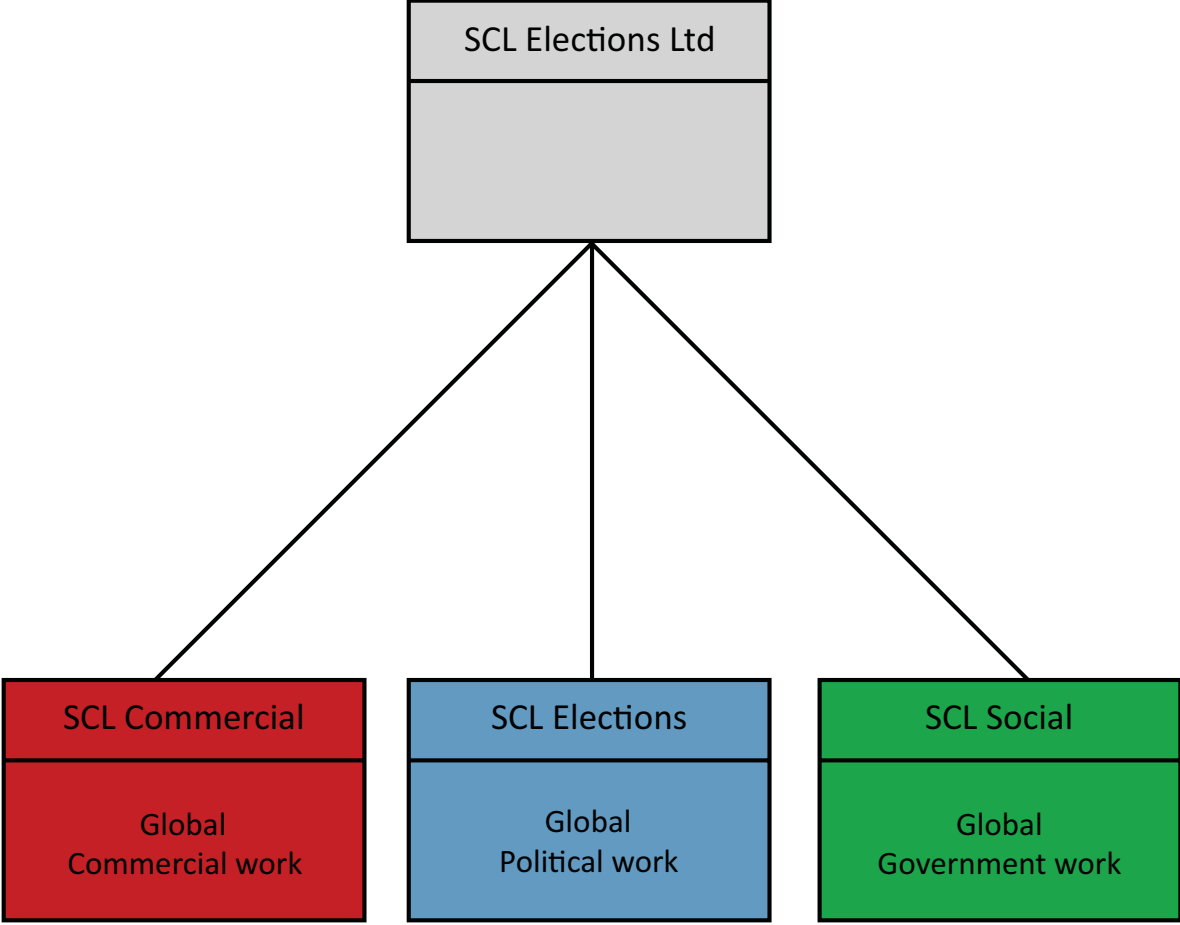 SCL Elections Ltd
SCL Commercial
Global
Commercial work
SCL Elections
Global
Political work
SCL Social
Global
Government work